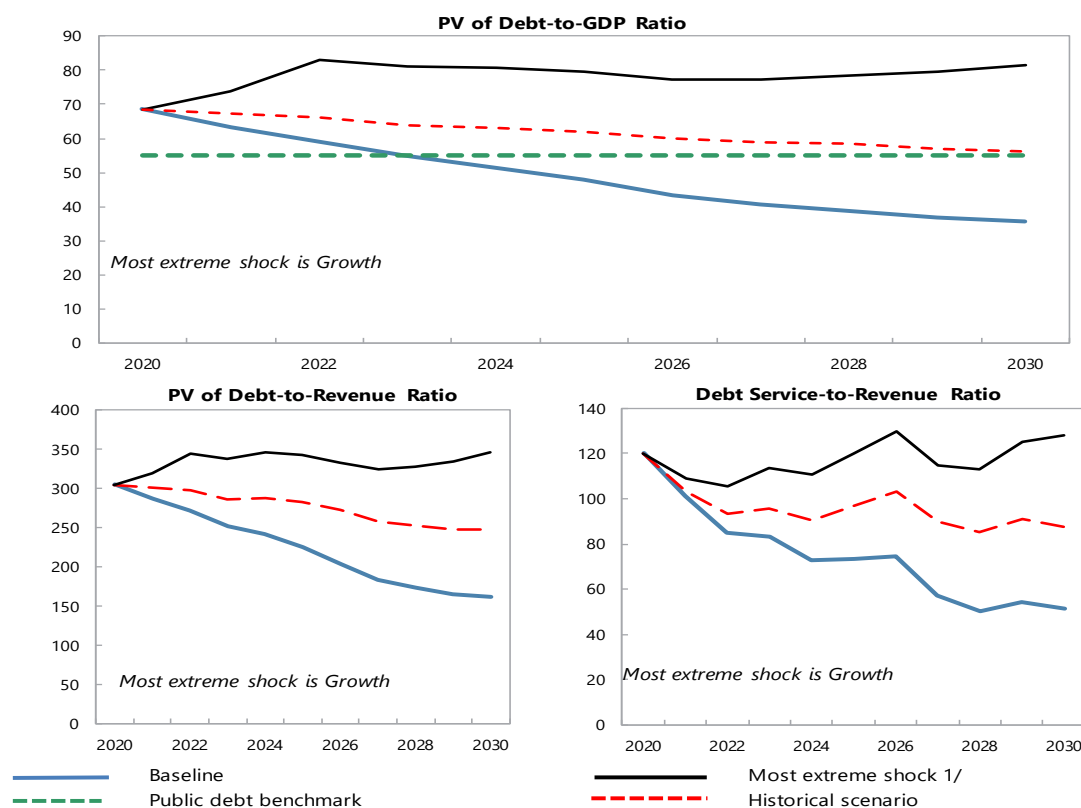 PV of Debt-to-GDP Ratio
90
80
70
60
50
40
30
20
10
0
Most extreme shock is Growth
2020 2022 2024 2026 2028 2030
PV of Debt-to-Revenue Ratio
400
350
300
250
200
150
100
50
0
Most extreme shock is Growth
2020 2022 2024 2026 2028 2030
Debt Service-to-Revenue Ratio
140
120
100
80
60
40
20
0
Most extreme shock is Growth
2020 2022 2024 2026 2028 2030
Baseline
Public debt benchmark
Most extreme shock 1/
Historical scenario